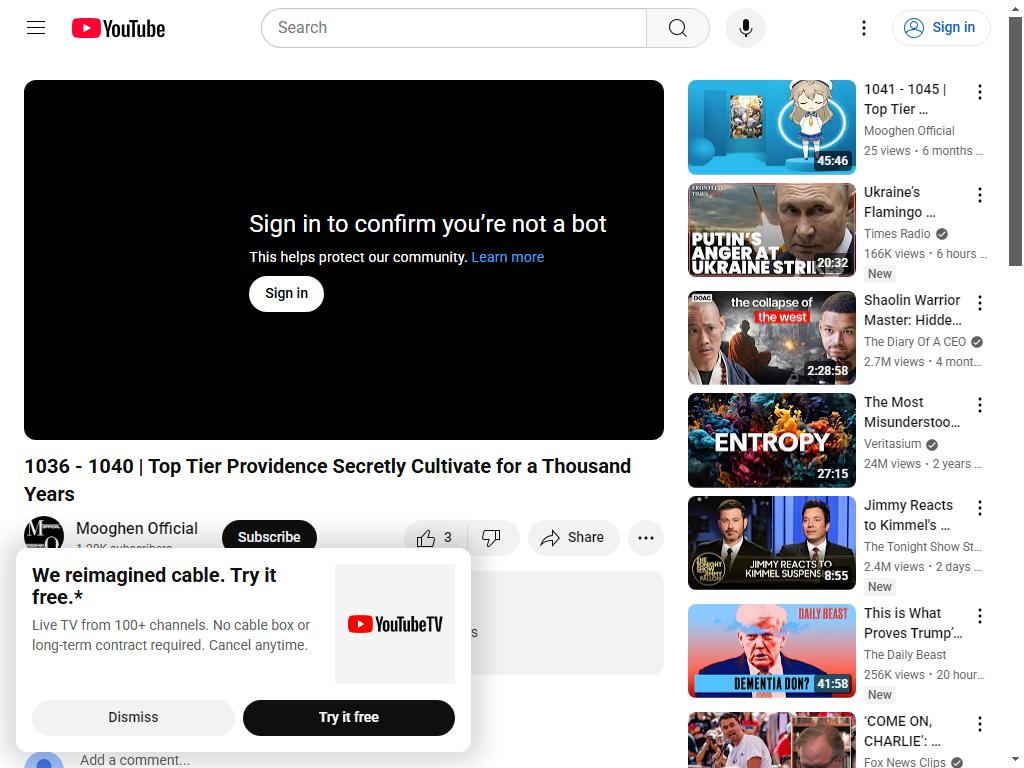 YouTube
Search
Sign in
Sign in to confirm you’re not a bot
This helps protect our community. Learn more
Sign in
1036 - 1040 | Top Tier Providence Secretly Cultivate for a Thousand
Years
Mooghen Official
Subscribe
3
Share
We reimagined cable. Try it
free.*
Live TV from 100+ channels. No cable box or
long-term contract required. Cancel anytime.
YouTubeTV
Dismiss
Try it free
Add a comment...
45:46
1041 - 1045 |
Top Tier ...
Mooghen Official
25 views • 6 months ...
FRONTLINE
TIMES
PUTIN'S
ANGER AT
UKRAINE STRI
20:32
Ukraine’s
Flamingo ...
Times Radio
166K views • 6 hours ...
New
DOAC
the collapse of
the west
2:28:58
Shaolin Warrior
Master: Hidde...
The Diary Of A CEO
2.7M views • 4 mont...
ENTROPY
27:15
The Most
Misunderstoo...
Veritasium
24M views • 2 years ...
THE TONIGHT SHOW
JIMMY FALLON
JIMMY REACTS TO
KIMMEL SUSPENS
8:55
Jimmy Reacts
to Kimmel's ...
The Tonight Show St...
2.4M views • 2 days ...
New
DAILY BEAST
DEMENTIA DON?
41:58
This is What
Proves Trump’...
The Daily Beast
256K views • 20 hour...
New
‘COME ON,
CHARLIE’: ...
Fox News Clips